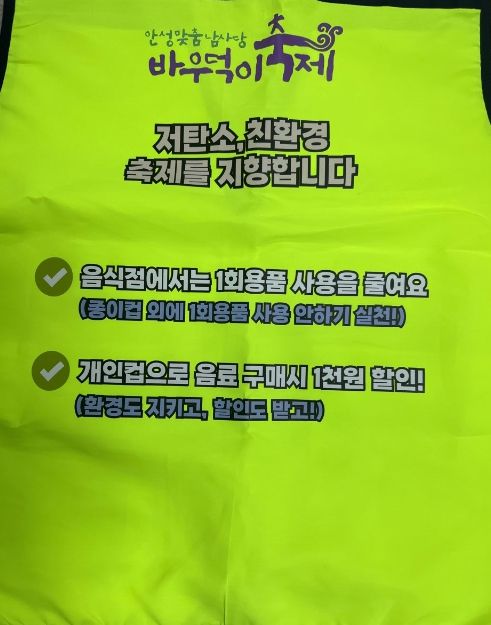 안성맞춤 남사당
바우덕이 축제
저탄소,친환경
축제를 지향합니다
음식점에서는 1회용품 사용을 줄여요
(종이컵 외에 1회용품 사용 안하기 실천!)
개인컵으로 음료 구매시 1천원 할인!
(환경도 지키고, 할인도 받고!)